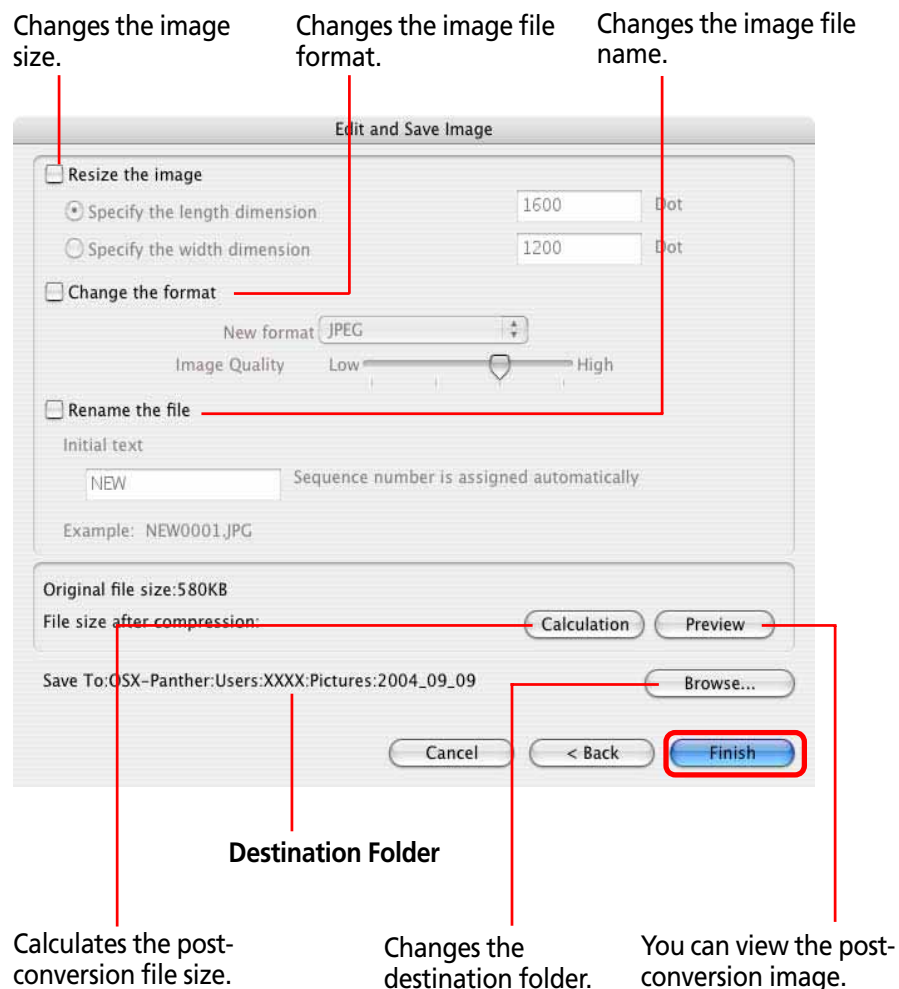 Changes the image size.
Changes the image file format.
Changes the image file name.
Edit and Save Image
Resize the image
Specify the length dimension 1600 Dot
Specify the width dimension 1200 Dot
Change the format
New format JPEG
Image Quality Low High
Rename the file
Initial text
NEW Sequence number is assigned automatically
Example: NEW0001.JPG
Original file size:580KB
File size after compression: Calculation Preview
Save To:OSX-Panther:Users:XXXX:Pictures:2004_09_09 Browse...
Cancel < Back Finish
Destination Folder
Calculates the post-
conversion file size.
Changes the
destination folder.
You can view the post-
conversion image.